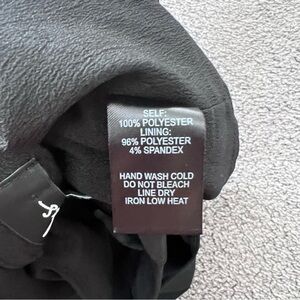 SELF:
100% POLYESTER
LINING:
96% POLYESTER
4% SPANDEX
HAND WASH COLD
DO NOT BLEACH
LINE DRY
IRON LOW HEAT